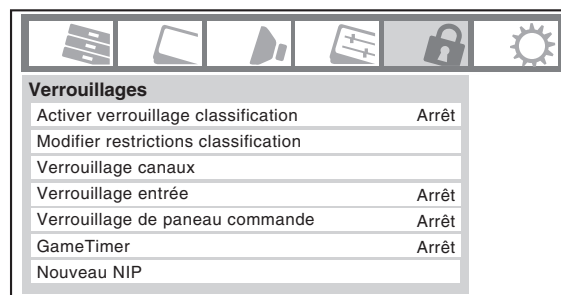 Verrouillages
Activer verrouillage classification Arrêt
Modifier restrictions classification
Verrouillage canaux
Verrouillage entrée Arrêt
Verrouillage de paneau commande Arrêt
GameTimer Arrêt
Nouveau NIP